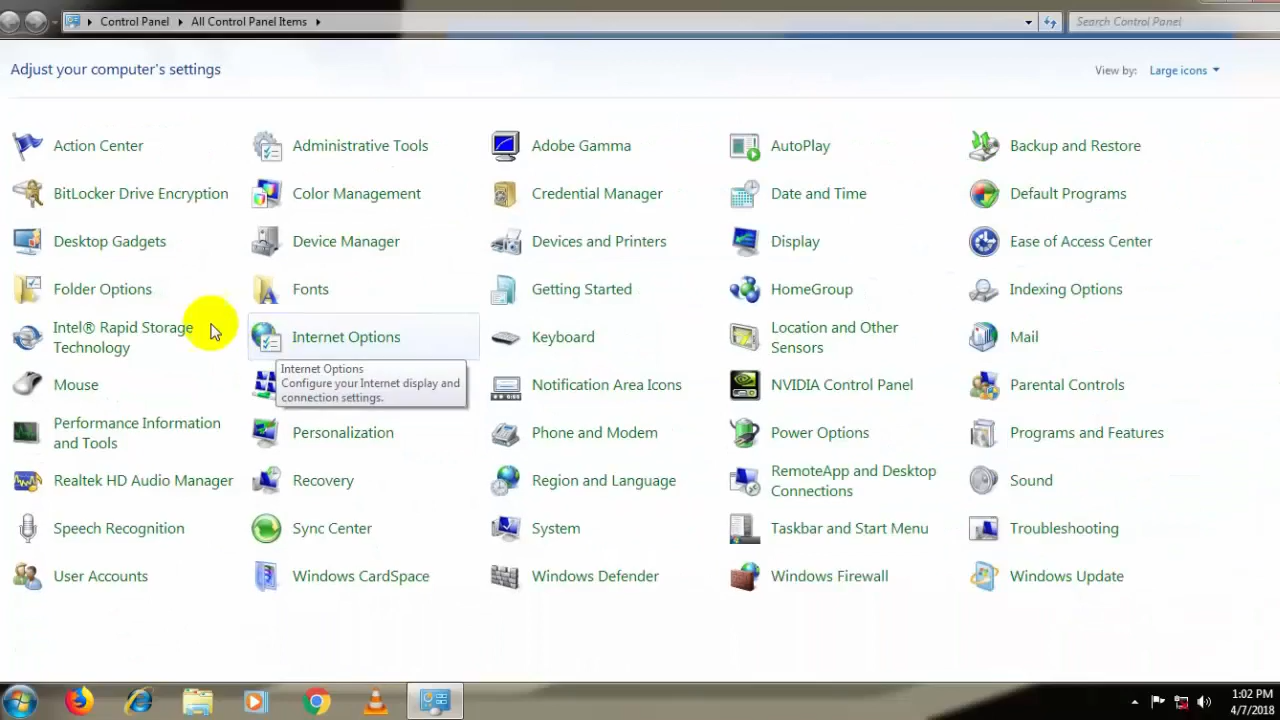 Control Panel All Control Panel Items Search Control Panel
Adjust your computer's settings View by: Large icons
Action Center Administrative Tools Adobe Gamma AutoPlay Backup and Restore
BitLocker Drive Encryption Color Management Credential Manager Date and Time Default Programs
Desktop Gadgets Device Manager Devices and Printers Display Ease of Access Center
Folder Options Fonts Getting Started HomeGroup Indexing Options
Intel® Rapid Storage
Technology
Internet Options Keyboard
Location and Other
Sensors
Mail
Internet Options
Configure your Internet display and
connection settings.
Mouse Notification Area Icons NVIDIA Control Panel Parental Controls
Performance Information
and Tools
Personalization Phone and Modem Power Options Programs and Features
Realtek HD Audio Manager Recovery Region and Language
RemoteApp and Desktop
Connections
Sound
Speech Recognition Sync Center System Taskbar and Start Menu Troubleshooting
User Accounts Windows CardSpace Windows Defender Windows Firewall Windows Update
1:02 PM
4/7/2018